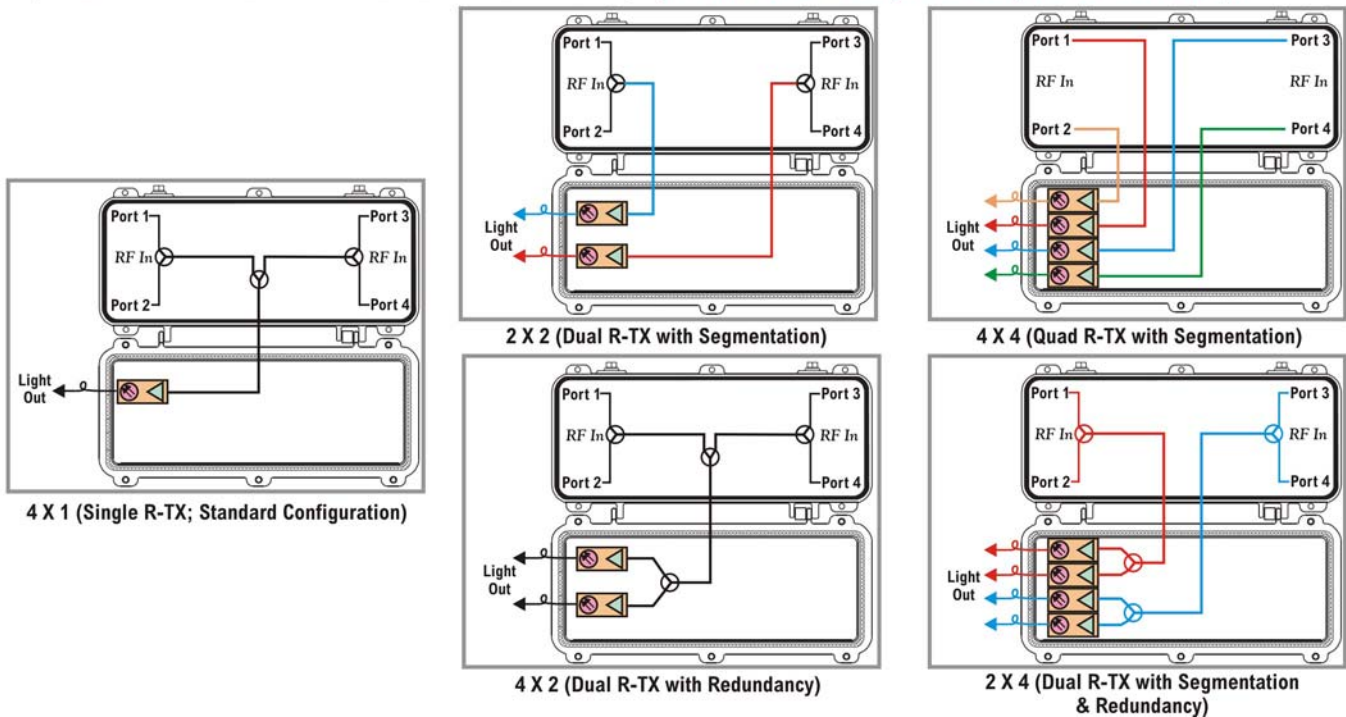 Port 1
Port 3
RF In
RF In
Port 2
Port 4
Light
Out
4 X 1 (Single R-TX; Standard Configuration)
Port 1
Port 3
RF In
RF In
Port 2
Port 4
Light
Out
2 X 2 (Dual R-TX with Segmentation)
Port 1
Port 3
RF In
RF In
Port 2
Port 4
Light
Out
4 X 4 (Quad R-TX with Segmentation)
Port 1
Port 3
RF In
RF In
Port 2
Port 4
Light
Out
4 X 2 (Dual R-TX with Redundancy)
Port 1
Port 3
RF In
RF In
Port 2
Port 4
Light
Out
2 X 4 (Dual R-TX with Segmentation
& Redundancy)